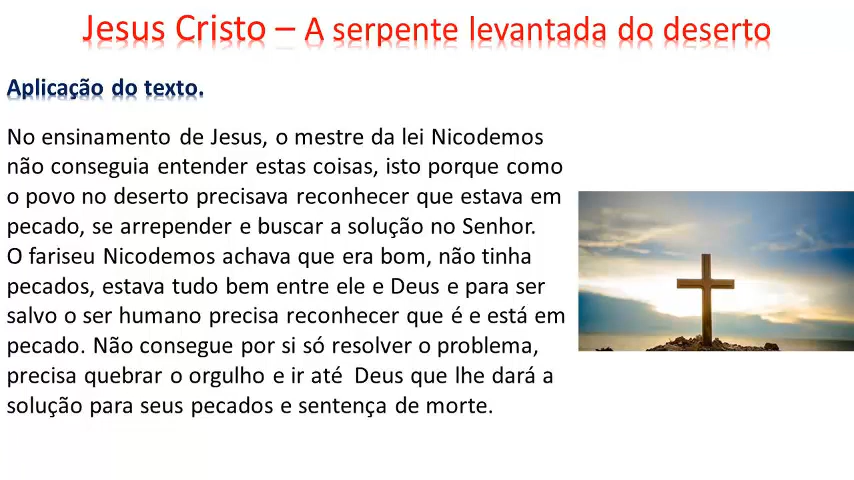 Jesus Cristo – A serpente levantada do deserto
Aplicação do texto.
No ensinamento de Jesus, o mestre da lei Nicodemos
não conseguia entender estas coisas, isto porque como
o povo no deserto precisava reconhecer que estava em
pecado, se arrepender e buscar a solução no Senhor.
O fariseu Nicodemos achava que era bom, não tinha
pecados, estava tudo bem entre ele e Deus e para ser
salvo o ser humano precisa reconhecer que é e está em
pecado. Não consegue por si só resolver o problema,
precisa quebrar o orgulho e ir até Deus que lhe dará a
solução para seus pecados e sentença de morte.